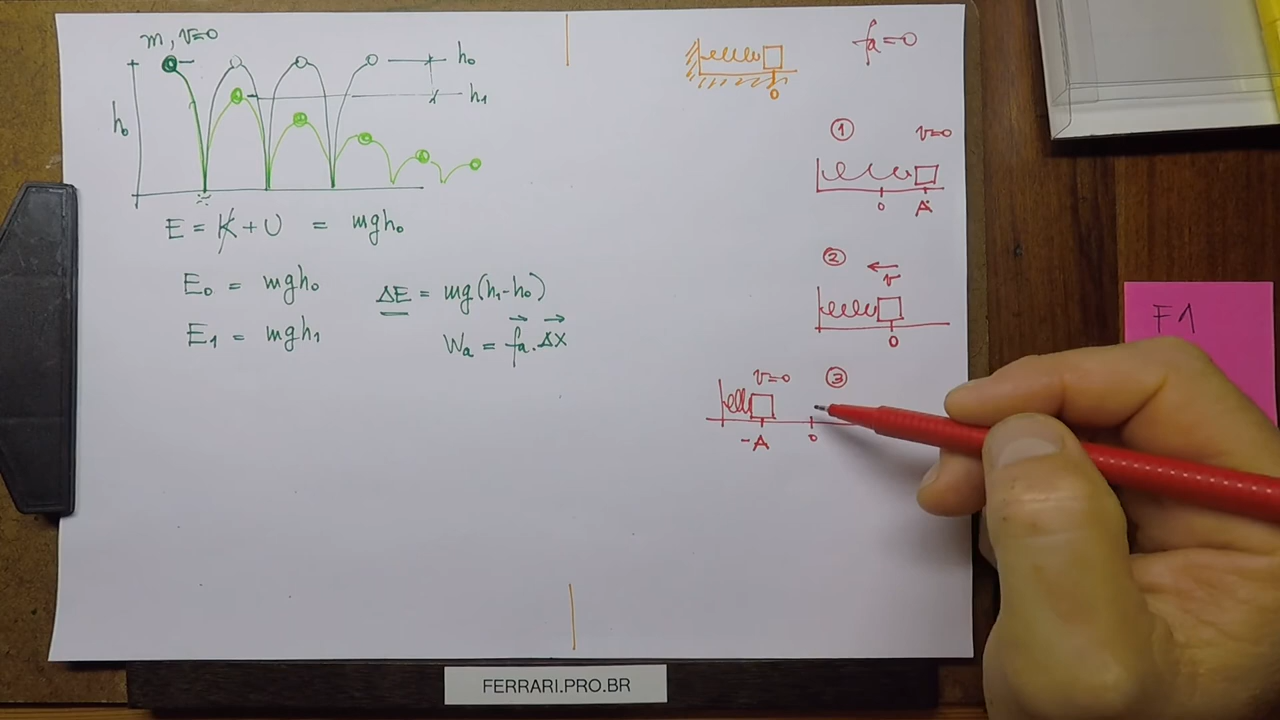 m, v=0
h₀
h₁
h₀
E = K + U = mgh₀
E₀ = mgh₀
ΔE = mg(h₁-h₀)
E₁ = mgh₁
Wₐ = fₐ.Δx
fₐ=0
0
①
v=0
0 A
②
v
0
v=0 ③
-A 0
F1
FERRARI.PRO.BR